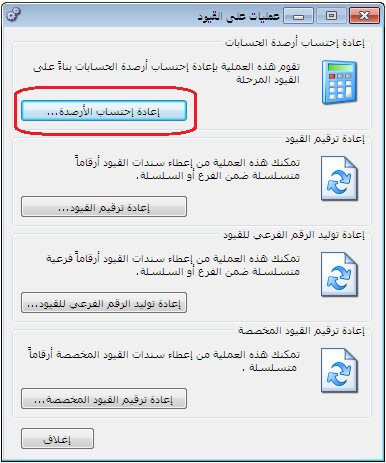 عمليات على القيود
إعادة إحتساب أرصدة الحسابات
تقوم هذه العملية بإعادة إحتساب أرصدة الحسابات بناءً على
القيود المرحلة
إعادة إحتساب الأرصدة...
إعادة ترقيم القيود
تمكنك هذه العملية من إعطاء سندات القيود أرقاماً
متسلسلة ضمن الفرع أو السلسلة.
إعادة ترقيم القيود...
إعادة توليد الرقم الفرعي للقيود
تمكنك هذه العملية من إعطاء سندات القيود أرقاماً فرعية
متسلسلة ضمن الفرع أو السلسلة.
إعادة توليد الرقم الفرعي للقيود...
إعادة ترقيم القيود المخصصة
تمكنك هذه العملية من إعطاء سندات القيود المخصصة أرقاماً
متسلسلة .
إعادة ترقيم القيود المخصصة...
إغلاق